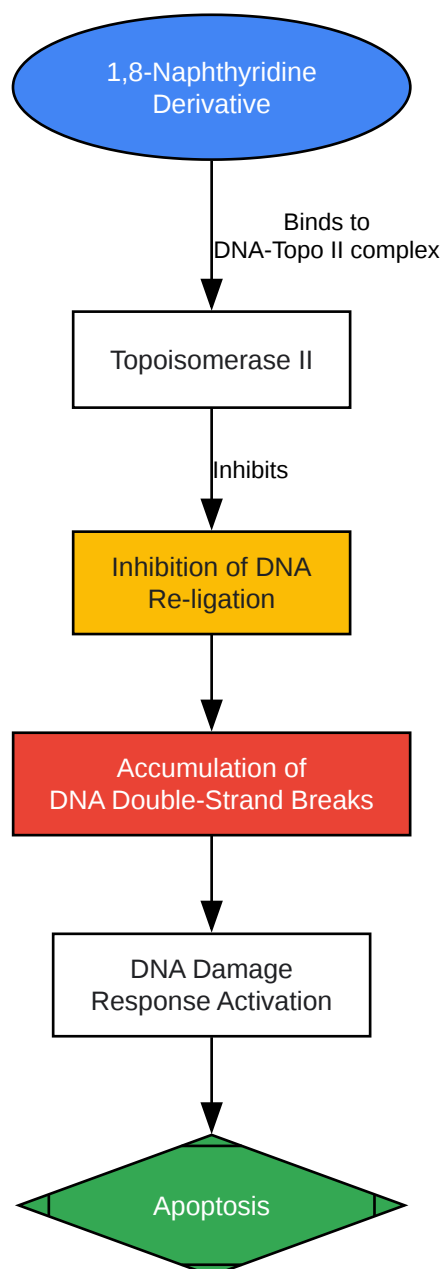 1,8-Naphthyridine
Derivative
Binds to
DNA-Topo II complex
Topoisomerase II
Inhibits
Inhibition of DNA
Re-ligation
Accumulation of
DNA Double-Strand Breaks
DNA Damage
Response Activation
Apoptosis